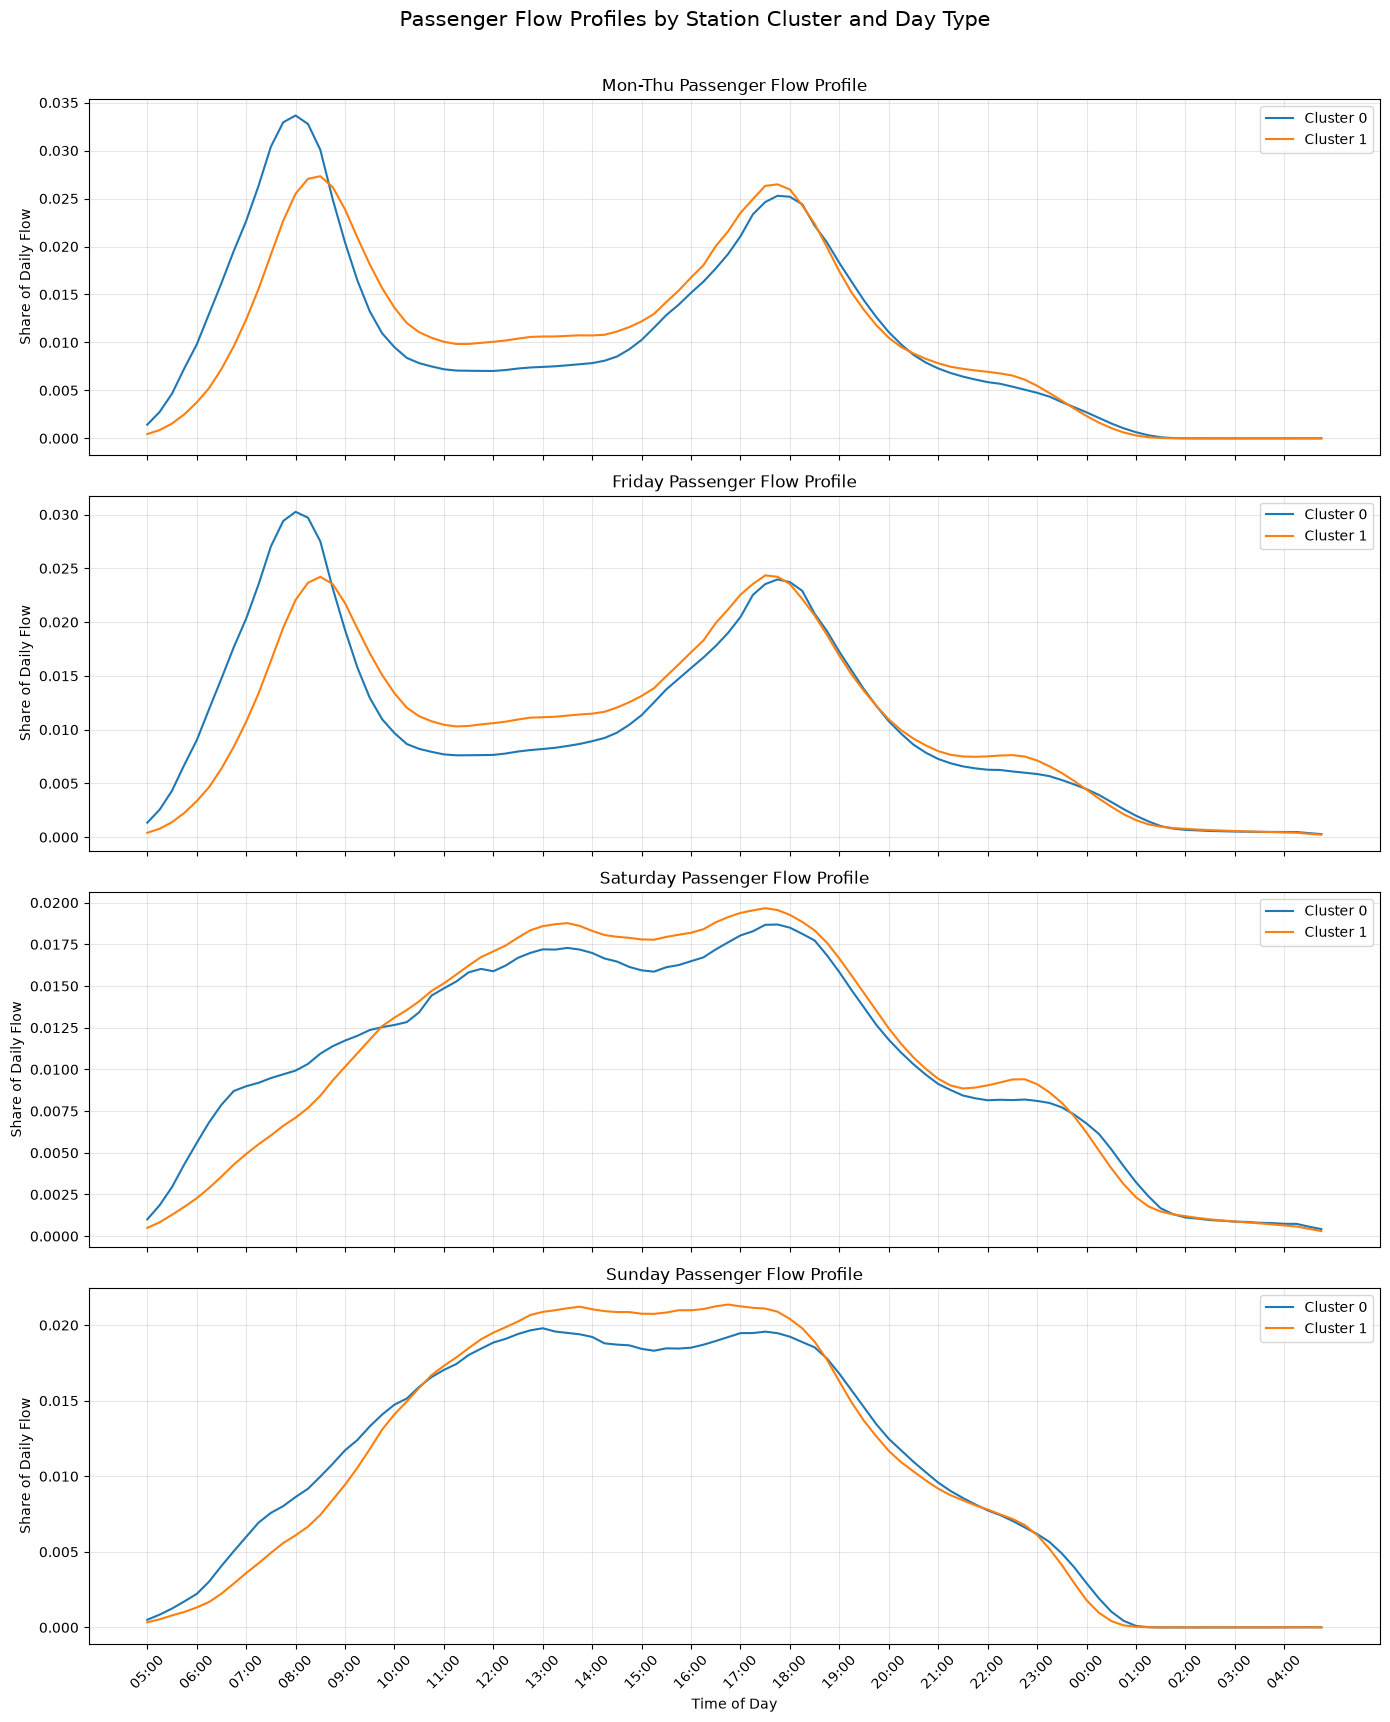 Passenger Flow Profiles by Station Cluster and Day Type
Mon-Thu Passenger Flow Profile
Share of Daily Flow
0.035
0.030
0.025
0.020
0.015
0.010
0.005
0.000
Cluster 0
Cluster 1
Friday Passenger Flow Profile
Share of Daily Flow
0.030
0.025
0.020
0.015
0.010
0.005
0.000
Cluster 0
Cluster 1
Saturday Passenger Flow Profile
Share of Daily Flow
0.0200
0.0175
0.0150
0.0125
0.0100
0.0075
0.0050
0.0025
0.0000
Cluster 0
Cluster 1
Sunday Passenger Flow Profile
Share of Daily Flow
0.020
0.015
0.010
0.005
0.000
Cluster 0
Cluster 1
05:00 06:00 07:00 08:00 09:00 10:00 11:00 12:00 13:00 14:00 15:00 16:00 17:00 18:00 19:00 20:00 21:00 22:00 23:00 00:00 01:00 02:00 03:00 04:00
Time of Day